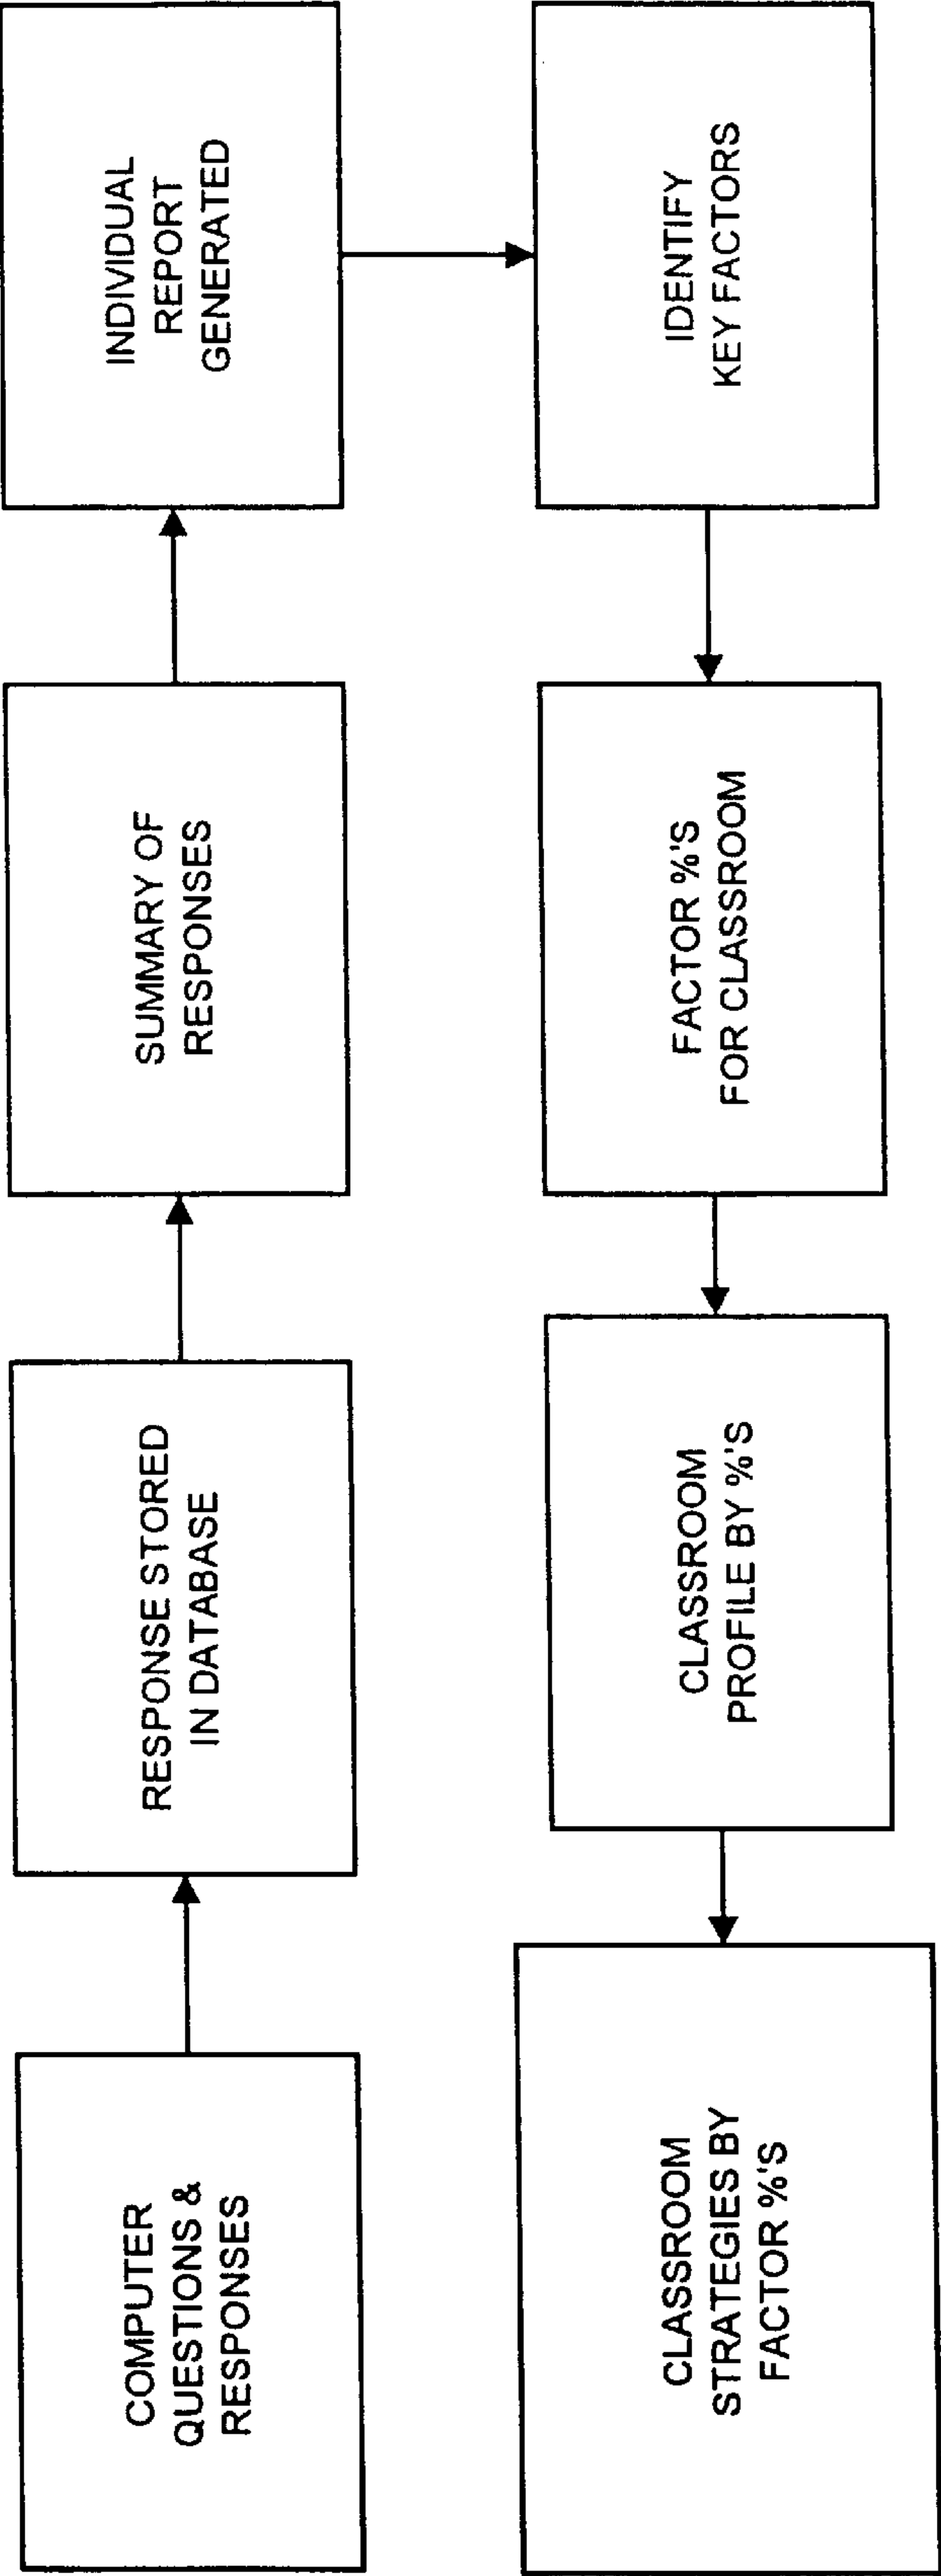 COMPUTER
QUESTIONS &
RESPONSES
RESPONSE STORED
IN DATABASE
SUMMARY OF
RESPONSES
INDIVIDUAL
REPORT
GENERATED
IDENTIFY
KEY FACTORS
FACTOR %'S
FOR CLASSROOM
CLASSROOM
PROFILE BY %'S
CLASSROOM
STRATEGIES BY
FACTOR %'S